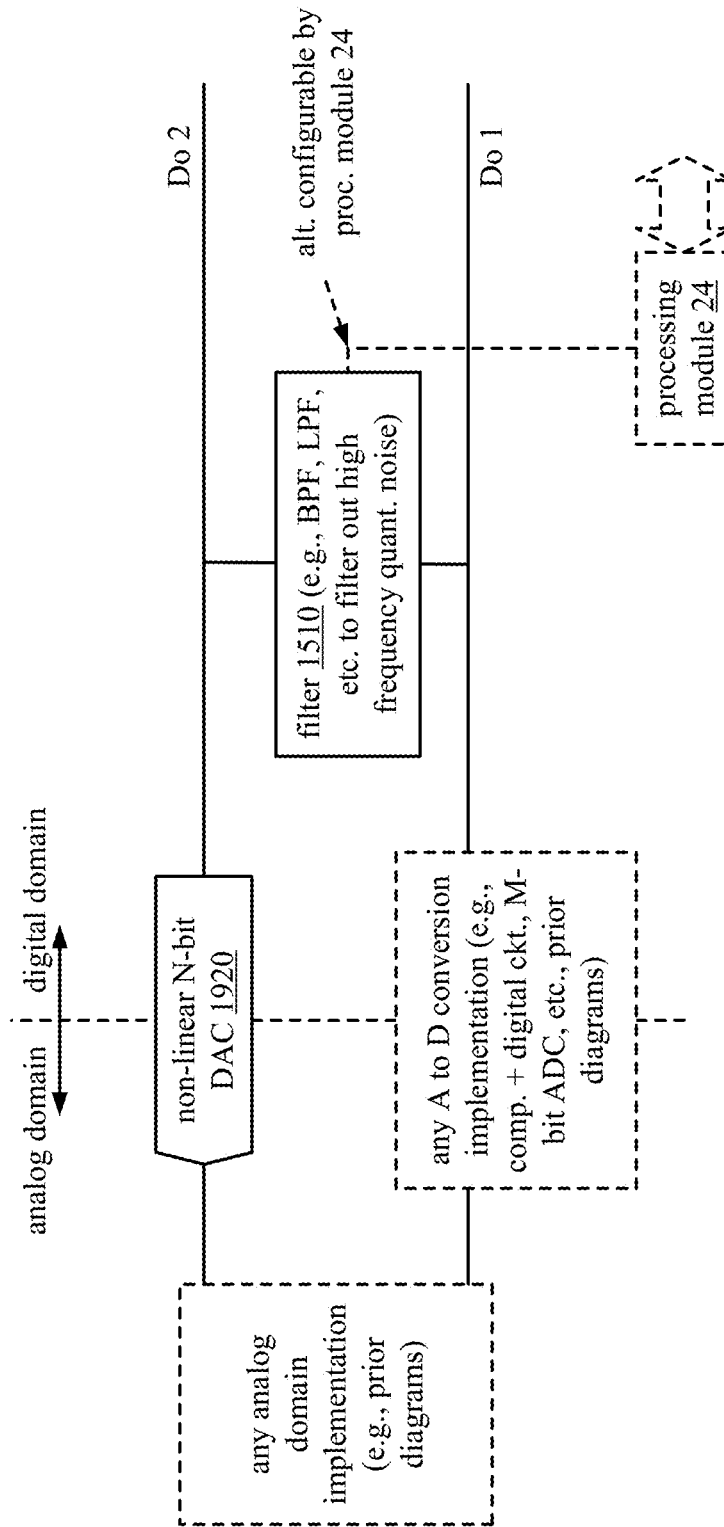 analog domain
digital domain
any analog
domain
implementation
(e.g., prior
diagrams)
non-linear N-bit
DAC 1920
Do 2
any A to D conversion
implementation (e.g.,
comp. + digital ckt., M-
bit ADC, etc., prior
diagrams)
filter 1510 (e.g., BPF, LPF,
etc. to filter out high
frequency quant. noise)
alt. configurable by
proc. module 24
Do 1
processing
module 24